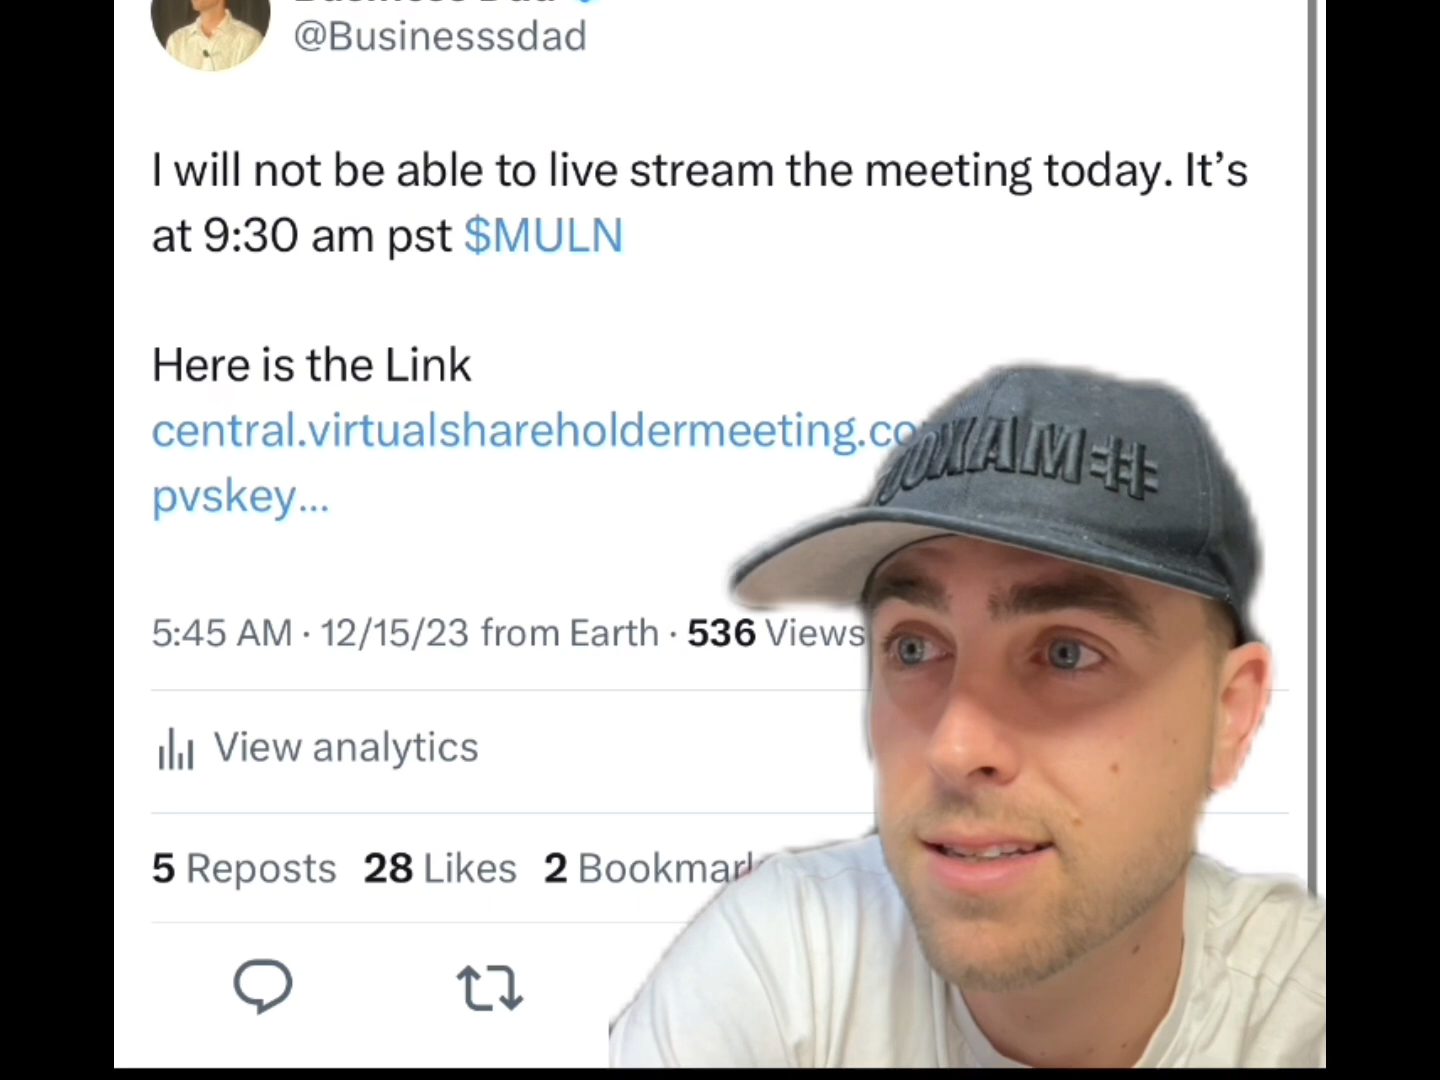 @Businesssdad
I will not be able to live stream the meeting today. It’s
at 9:30 am pst $MULN
Here is the Link
central.virtualshareholdermeeting.co
pvskey...
5:45 AM · 12/15/23 from Earth · 536 Views
View analytics
5 Reposts 28 Likes 2 Bookmark